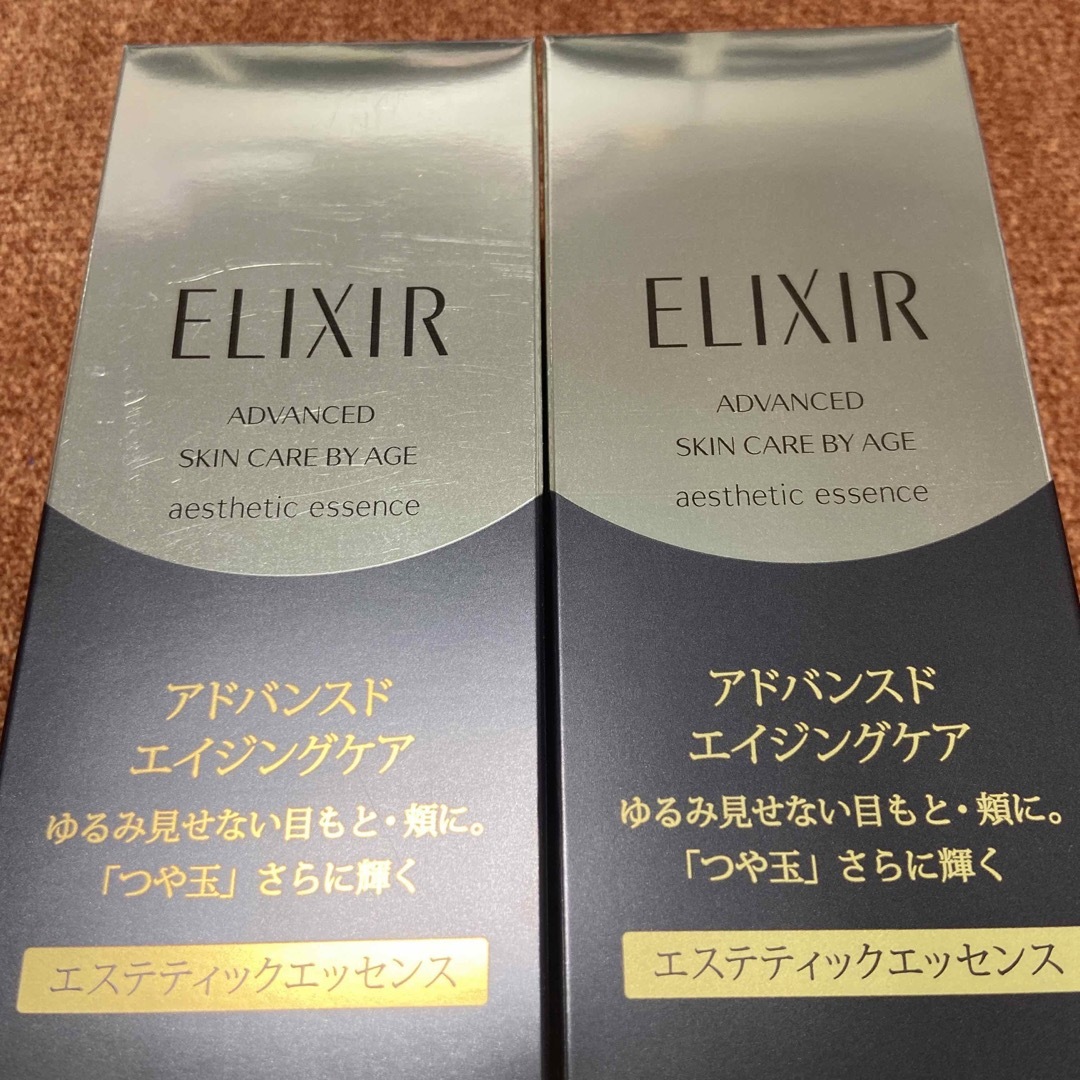 ELIXIR
ADVANCED
SKIN CARE BY AGE
aesthetic essence
アドバンスド
エイジングケア
ゆるみ見せない目もと・頬に。
「つや玉」さらに輝く
エステティックエッセンス
ELIXIR
ADVANCED
SKIN CARE BY AGE
aesthetic essence
アドバンスド
エイジングケア
ゆるみ見せない目もと・頬に。
「つや玉」さらに輝く
エステティックエッセンス